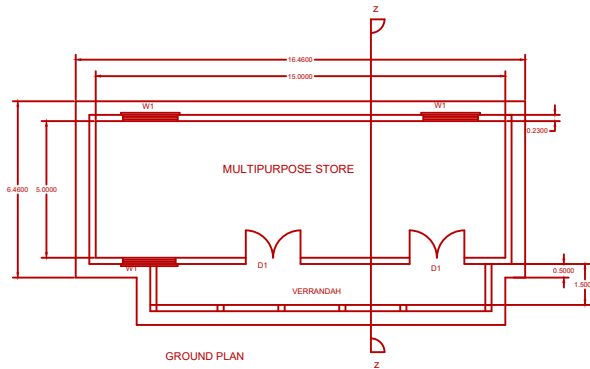 Z
16.4600
15.0000
W1
W1
0.2300
MULTIPURPOSE STORE
6.4600
5.0000
W1
D1
D1
0.5000
1.500
VERRANDAH
GROUND PLAN
Z